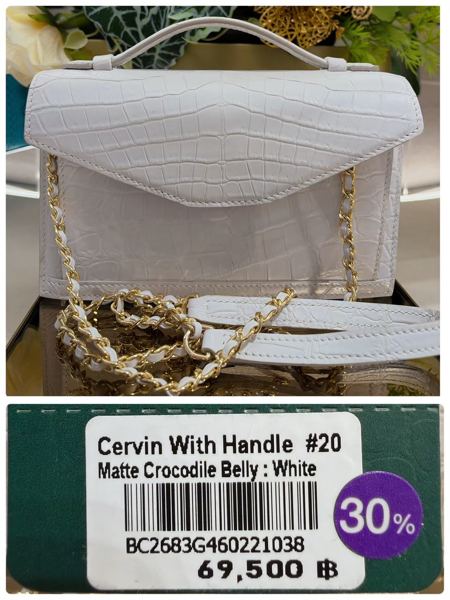 Cervin With Handle #20
Matte Crocodile Belly : White
BC2683G460221038
69,500 ฿
30%